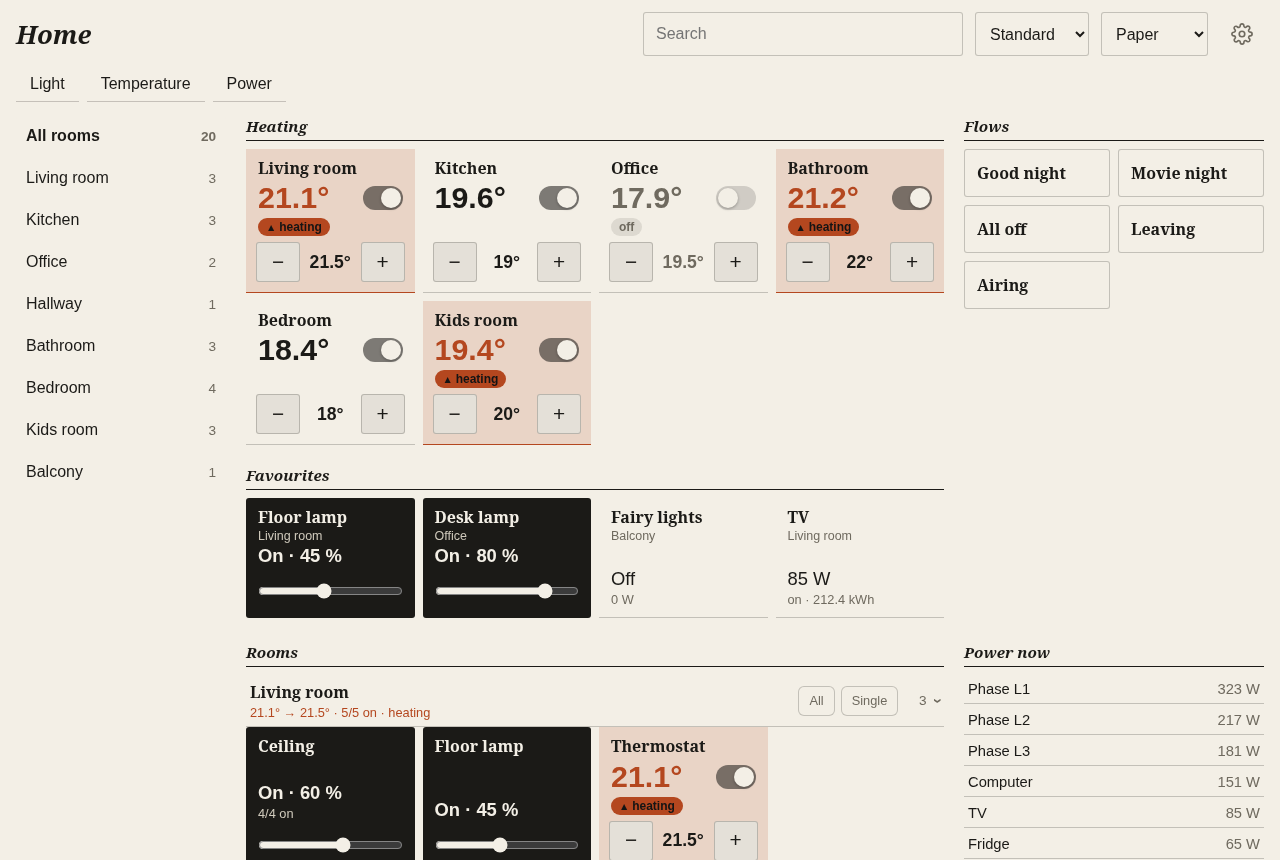 Home
Search
Standard
Paper
Light
Temperature
Power
All rooms 20
Living room 3
Kitchen 3
Office 2
Hallway 1
Bathroom 3
Bedroom 4
Kids room 3
Balcony 1
Heating
Living room
21.1°
▲ heating
− 21.5° +
Kitchen
19.6°
− 19° +
Office
17.9°
off
− 19.5° +
Bathroom
21.2°
▲ heating
− 22° +
Bedroom
18.4°
− 18° +
Kids room
19.4°
▲ heating
− 20° +
Favourites
Floor lamp
Living room
On · 45 %
Desk lamp
Office
On · 80 %
Fairy lights
Balcony
Off
0 W
TV
Living room
85 W
on · 212.4 kWh
Rooms
Living room
21.1° → 21.5° · 5/5 on · heating
All
Single
3
Ceiling
On · 60 %
4/4 on
Floor lamp
On · 45 %
Thermostat
21.1°
▲ heating
− 21.5° +
Flows
Good night
Movie night
All off
Leaving
Airing
Power now
Phase L1 323 W
Phase L2 217 W
Phase L3 181 W
Computer 151 W
TV 85 W
Fridge 65 W